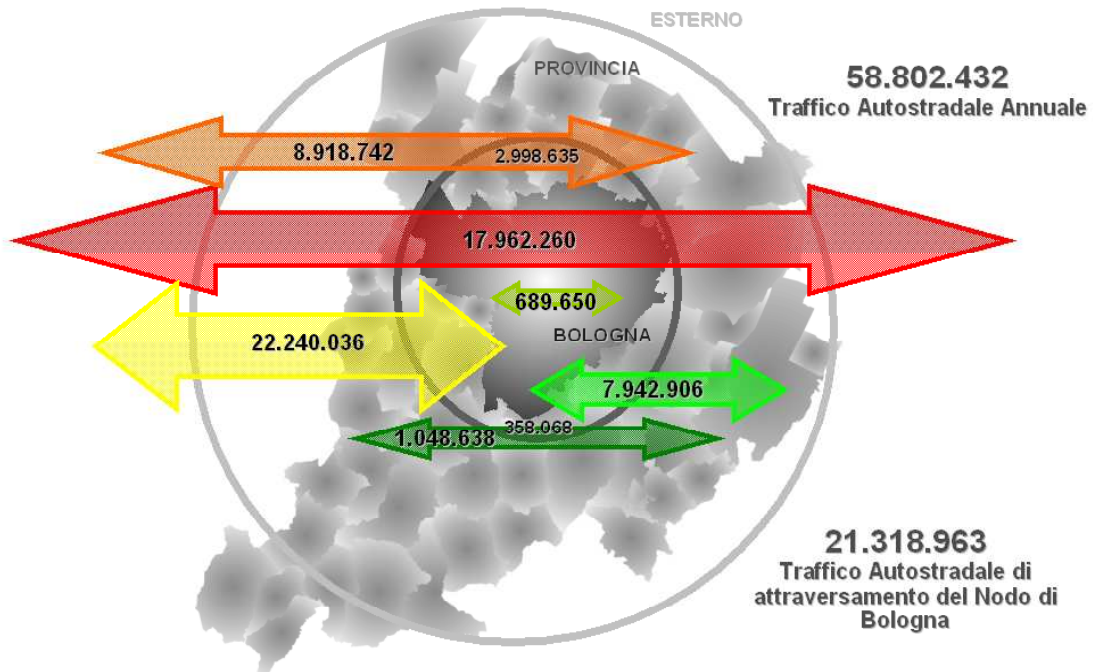 ESTERNO
PROVINCIA
58.802.432
Traffico Autostradale Annuale
8.918.742
2.998.635
17.962.260
689.650
BOLOGNA
22.240.036
7.942.906
358.068
1.048.638
21.318.963
Traffico Autostradale di
attraversamento del Nodo di
Bologna